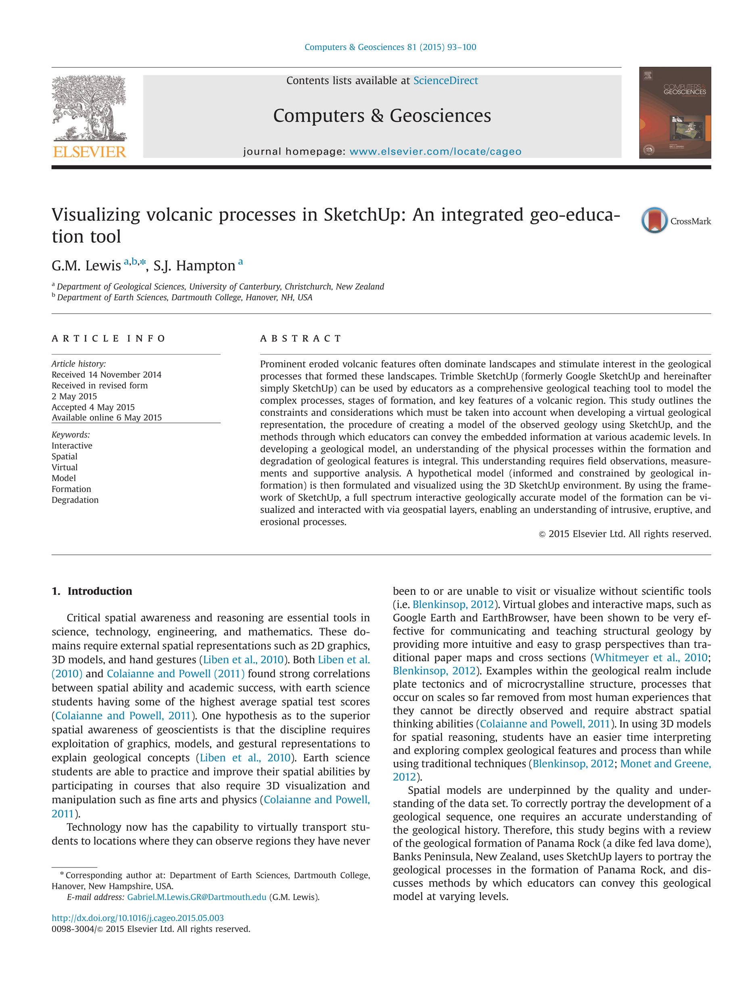 Computers & Geosciences 81 (2015) 93–100
Contents lists available at ScienceDirect
Computers & Geosciences
journal homepage: www.elsevier.com/locate/cageo
NON SOLUS
ELSEVIER
COMPUTERS &
GEOSCIENCES
Visualizing volcanic processes in SketchUp: An integrated geo-educa-
tion tool
CrossMark
G.M. Lewis a,b,*, S.J. Hampton a
a Department of Geological Sciences, University of Canterbury, Christchurch, New Zealand
b Department of Earth Sciences, Dartmouth College, Hanover, NH, USA
ARTICLE INFO
Article history:
Received 14 November 2014
Received in revised form
2 May 2015
Accepted 4 May 2015
Available online 6 May 2015
Keywords:
Interactive
Spatial
Virtual
Model
Formation
Degradation
ABSTRACT
Prominent eroded volcanic features often dominate landscapes and stimulate interest in the geological
processes that formed these landscapes. Trimble SketchUp (formerly Google SketchUp and hereinafter
simply SketchUp) can be used by educators as a comprehensive geological teaching tool to model the
complex processes, stages of formation, and key features of a volcanic region. This study outlines the
constraints and considerations which must be taken into account when developing a virtual geological
representation, the procedure of creating a model of the observed geology using SketchUp, and the
methods through which educators can convey the embedded information at various academic levels. In
developing a geological model, an understanding of the physical processes within the formation and
degradation of geological features is integral. This understanding requires field observations, measure-
ments and supportive analysis. A hypothetical model (informed and constrained by geological in-
formation) is then formulated and visualized using the 3D SketchUp environment. By using the frame-
work of SketchUp, a full spectrum interactive geologically accurate model of the formation can be vi-
sualized and interacted with via geospatial layers, enabling an understanding of intrusive, eruptive, and
erosional processes.
© 2015 Elsevier Ltd. All rights reserved.
1. Introduction
Critical spatial awareness and reasoning are essential tools in
science, technology, engineering, and mathematics. These do-
mains require external spatial representations such as 2D graphics,
3D models, and hand gestures (Liben et al., 2010). Both Liben et al.
(2010) and Colaianne and Powell (2011) found strong correlations
between spatial ability and academic success, with earth science
students having some of the highest average spatial test scores
(Colaianne and Powell, 2011). One hypothesis as to the superior
spatial awareness of geoscientists is that the discipline requires
exploitation of graphics, models, and gestural representations to
explain geological concepts (Liben et al., 2010). Earth science
students are able to practice and improve their spatial abilities by
participating in courses that also require 3D visualization and
manipulation such as fine arts and physics (Colaianne and Powell,
2011).
Technology now has the capability to virtually transport stu-
dents to locations where they can observe regions they have never
* Corresponding author at: Department of Earth Sciences, Dartmouth College,
Hanover, New Hampshire, USA.
E-mail address: Gabriel.M.Lewis.GR@Dartmouth.edu (G.M. Lewis).
http://dx.doi.org/10.1016/j.cageo.2015.05.003
0098-3004/© 2015 Elsevier Ltd. All rights reserved.
been to or are unable to visit or visualize without scientific tools
(i.e. Blenkinsop, 2012). Virtual globes and interactive maps, such as
Google Earth and EarthBrowser, have been shown to be very ef-
fective for communicating and teaching structural geology by
providing more intuitive and easy to grasp perspectives than tra-
ditional paper maps and cross sections (Whitmeyer et al., 2010;
Blenkinsop, 2012). Examples within the geological realm include
plate tectonics and of microcrystalline structure, processes that
occur on scales so far removed from most human experiences that
they cannot be directly observed and require abstract spatial
thinking abilities (Colaianne and Powell, 2011). In using 3D models
for spatial reasoning, students have an easier time interpreting
and exploring complex geological features and process than while
using traditional techniques (Blenkinsop, 2012; Monet and Greene,
2012).
Spatial models are underpinned by the quality and under-
standing of the data set. To correctly portray the development of a
geological sequence, one requires an accurate understanding of
the geological history. Therefore, this study begins with a review
of the geological formation of Panama Rock (a dike fed lava dome),
Banks Peninsula, New Zealand, uses SketchUp layers to portray the
geological processes in the formation of Panama Rock, and dis-
cusses methods by which educators can convey this geological
model at varying levels.